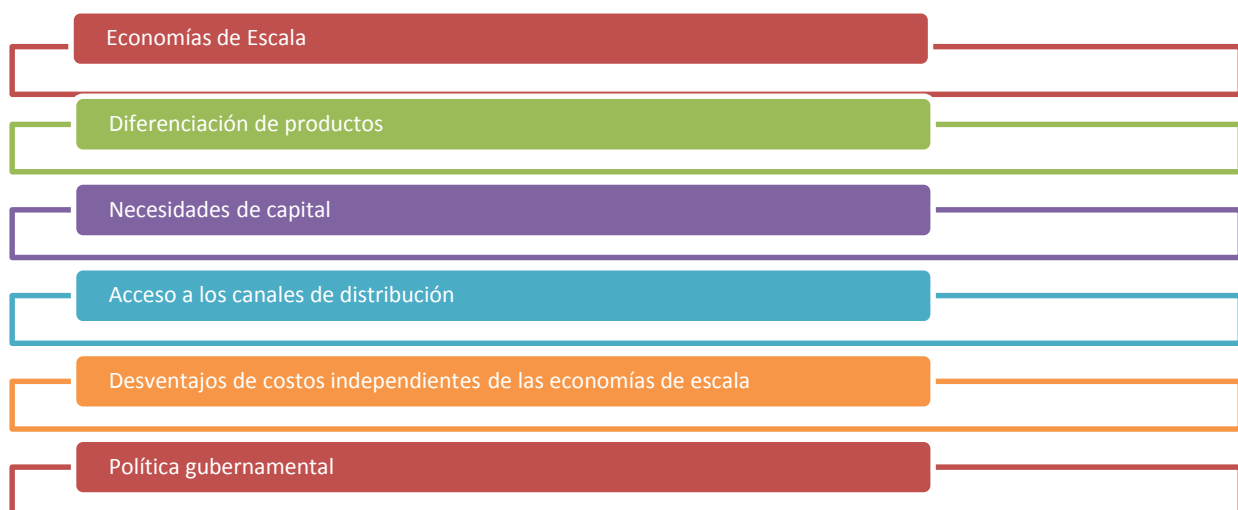 Economías de Escala
Diferenciación de productos
Necesidades de capital
Acceso a los canales de distribución
Desventajos de costos independientes de las economías de escala
Política gubernamental